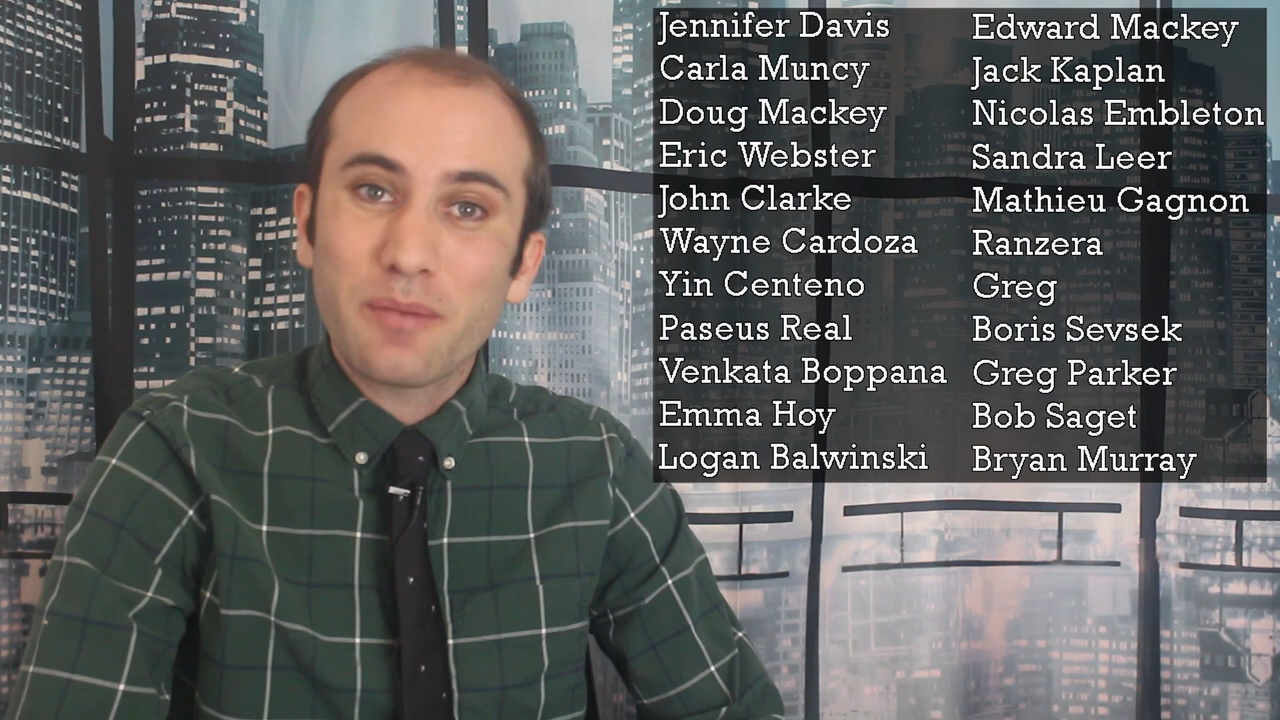 Jennifer Davis
Carla Muncy
Doug Mackey
Eric Webster
John Clarke
Wayne Cardoza
Yin Centeno
Paseus Real
Venkata Boppana
Emma Hoy
Logan Balwinski
Edward Mackey
Jack Kaplan
Nicolas Embleton
Sandra Leer
Mathieu Gagnon
Ranzera
Greg
Boris Sevsek
Greg Parker
Bob Saget
Bryan Murray